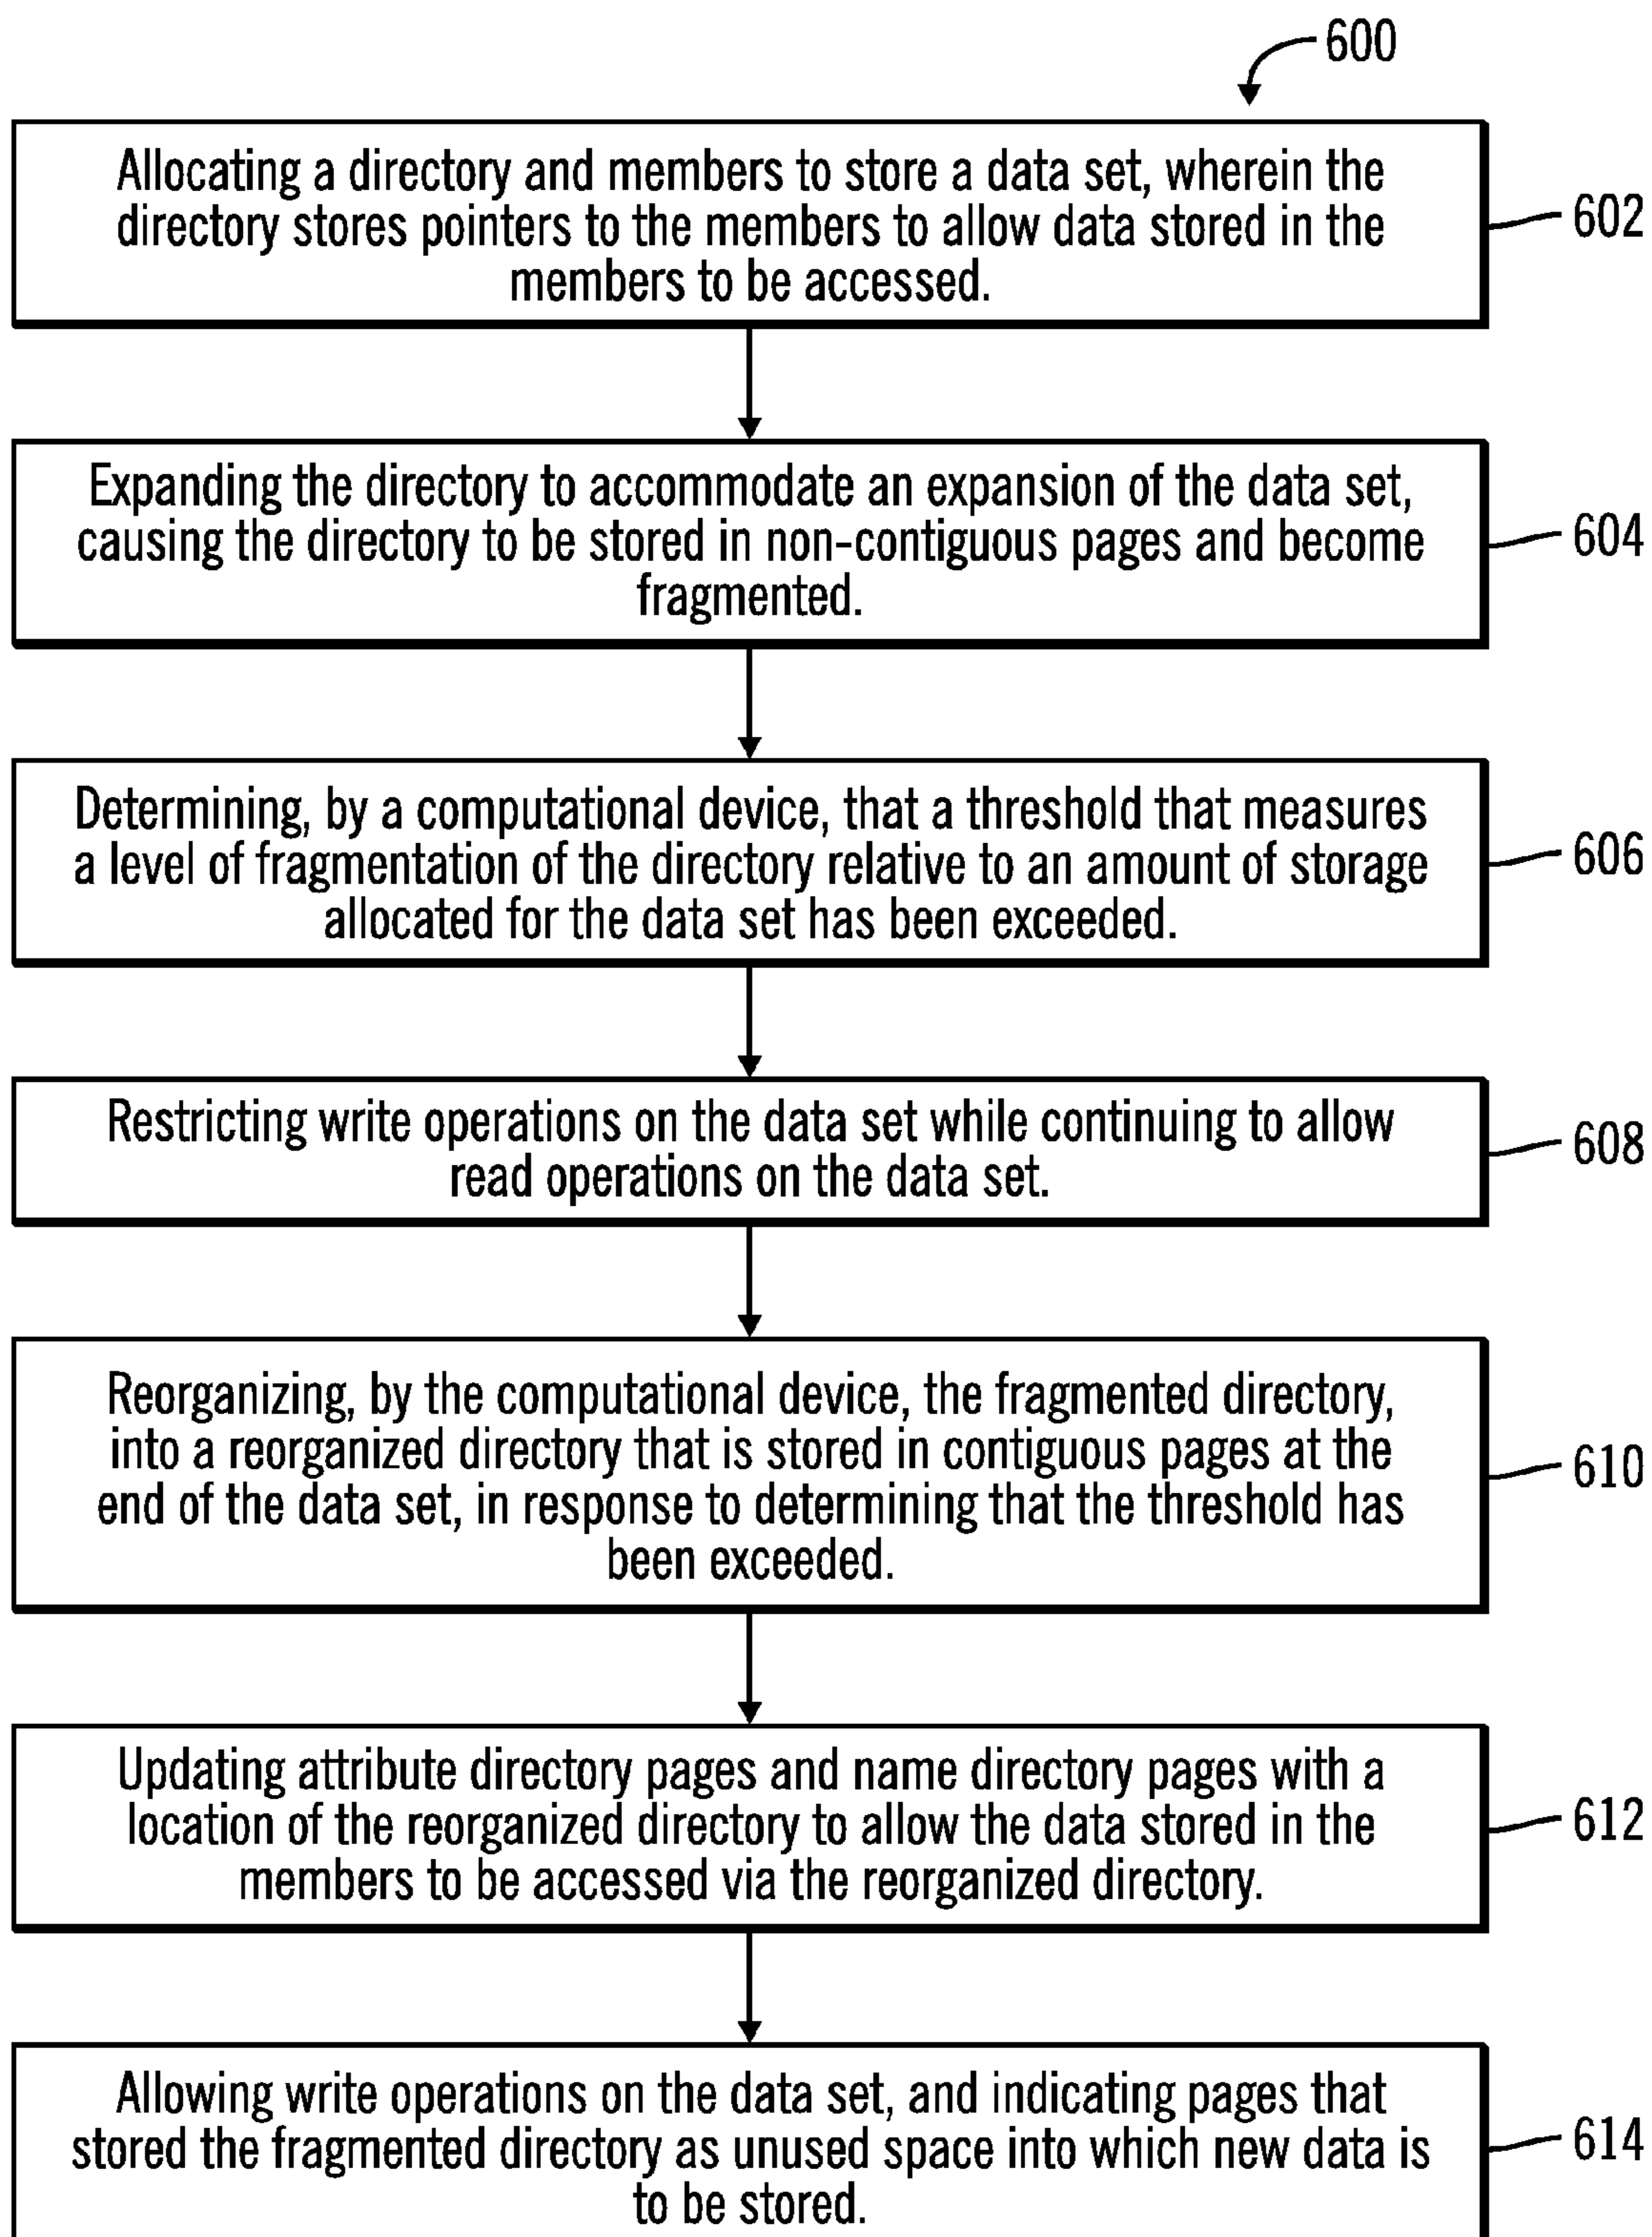 600
Allocating a directory and members to store a data set, wherein the
directory stores pointers to the members to allow data stored in the
members to be accessed.
602
Expanding the directory to accommodate an expansion of the data set,
causing the directory to be stored in non-contiguous pages and become
fragmented.
604
Determining, by a computational device, that a threshold that measures
a level of fragmentation of the directory relative to an amount of storage
allocated for the data set has been exceeded.
606
Restricting write operations on the data set while continuing to allow
read operations on the data set.
608
Reorganizing, by the computational device, the fragmented directory,
into a reorganized directory that is stored in contiguous pages at the
end of the data set, in response to determining that the threshold has
been exceeded.
610
Updating attribute directory pages and name directory pages with a
location of the reorganized directory to allow the data stored in the
members to be accessed via the reorganized directory.
612
Allowing write operations on the data set, and indicating pages that
stored the fragmented directory as unused space into which new data is
to be stored.
614